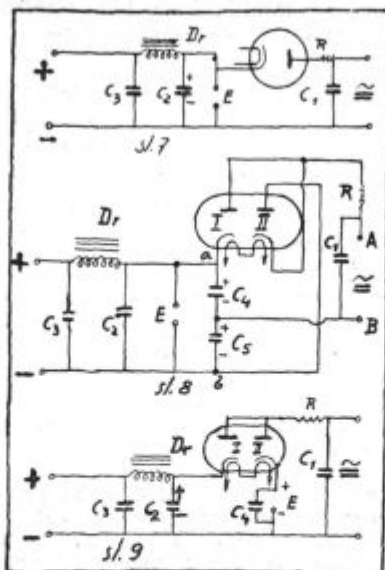 Dr R
+ C3 C2 + - E C1
-
sl.7
I II R
Dr
a A
+ C4 C1
C3 C2 E - B
+ C5
-
- sl.8 b
R
I 2
Dr C1
+ +
C3 C2 + - C4 E -
-
sl.9